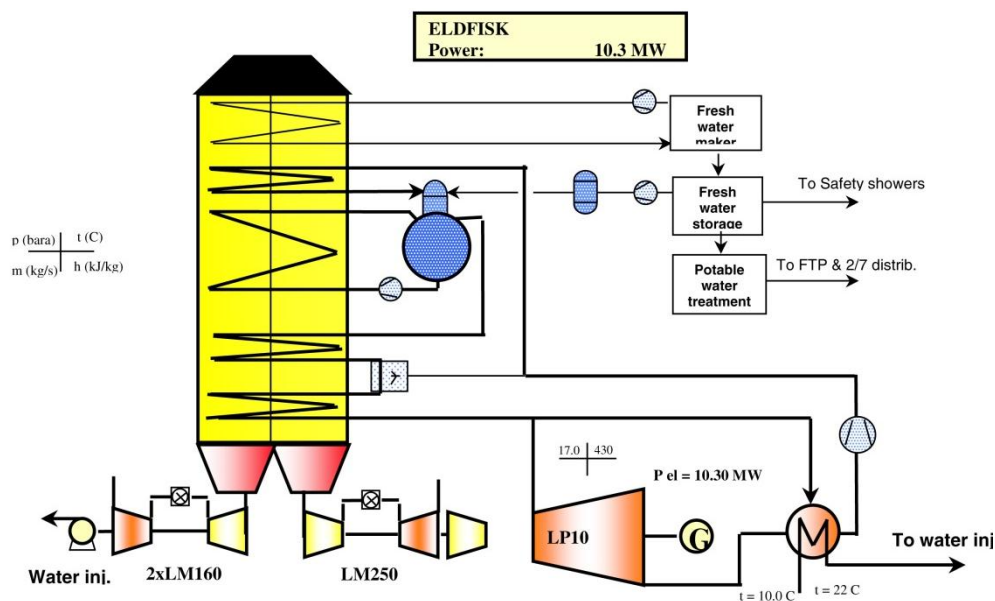 ELDFISK
Power: 10.3 MW
Fresh
water
maker
Fresh
water
storage
To Safety showers
To FTP & 2/7 distrib.
Potable
water
treatment
p (bara) t (C)
m (kg/s) h (kJ/kg)
17.0 430
P el = 10.30 MW
LP10
G
M
To water inj
t = 10.0 C
t = 22 C
Water inj.
2xLM160
LM250